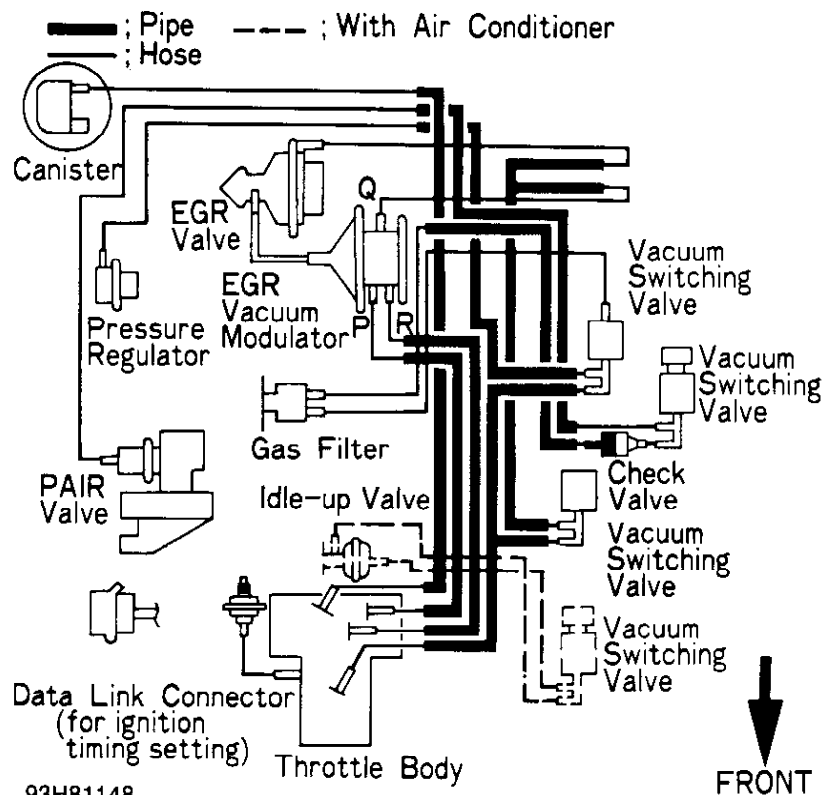 ; Pipe
; With Air Conditioner
; Hose
Canister
Q
EGR
Valve
EGR
Vacuum
Modulator
P
R
Vacuum
Switching
Valve
Pressure
Regulator
Vacuum
Switching
Valve
Gas Filter
Check
Valve
PAIR
Valve
Idle-up Valve
Vacuum
Switching
Valve
Vacuum
Switching
Valve
Data Link Connector
(for ignition
timing setting)
Throttle Body
FRONT
93H81148